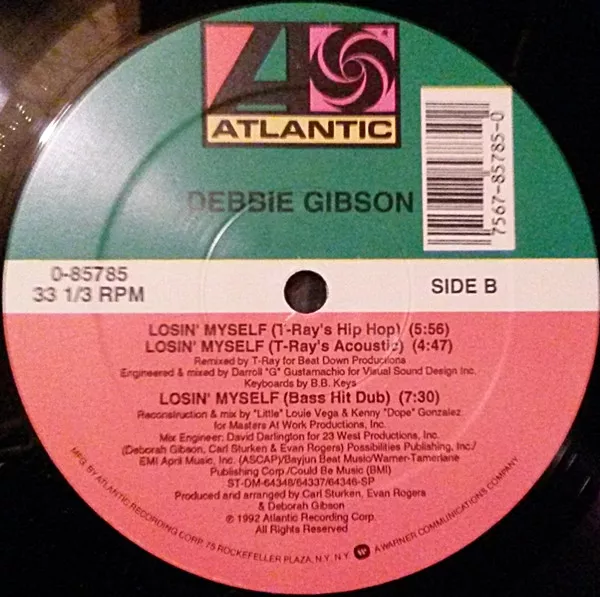 ATLANTIC
DEBBIE GIBSON
7567-85785-0
0-85785
33 1/3 RPM
SIDE B
LOSIN' MYSELF (T-Ray's Hip Hop) (5:56)
LOSIN' MYSELF (T-Ray's Acoustic) (4:47)
Remixed by T-Ray for Beat Down Productions
Engineered & mixed by Darroll "G" Gustamachio for Visual Sound Design Inc.
Keyboards by B.B. Keys
LOSIN' MYSELF (Bass Hit Dub) (7:30)
Reconstruction & mix by "Little" Louie Vega & Kenny "Dope" Gonzalez
for Masters At Work Productions, Inc.
Mix Engineer: David Darlington for 23 West Productions, Inc.
(Deborah Gibson, Carl Sturken & Evan Rogers) Possibilities Publishing, Inc./
EMI April Music, Inc. (ASCAP)/Bayjun Beat Music/Warner-Tamerlane
Publishing Corp./Could Be Music (BMI)
ST-DM-64348/64337/64346-SP
Produced and arranged by Carl Sturken, Evan Rogers
& Deborah Gibson
℗ 1992 Atlantic Recording Corp.
All Rights Reserved
MFG. BY ATLANTIC RECORDING CORP. 75 ROCKEFELLER PLAZA, N.Y. N.Y. A WARNER COMMUNICATIONS COMPANY